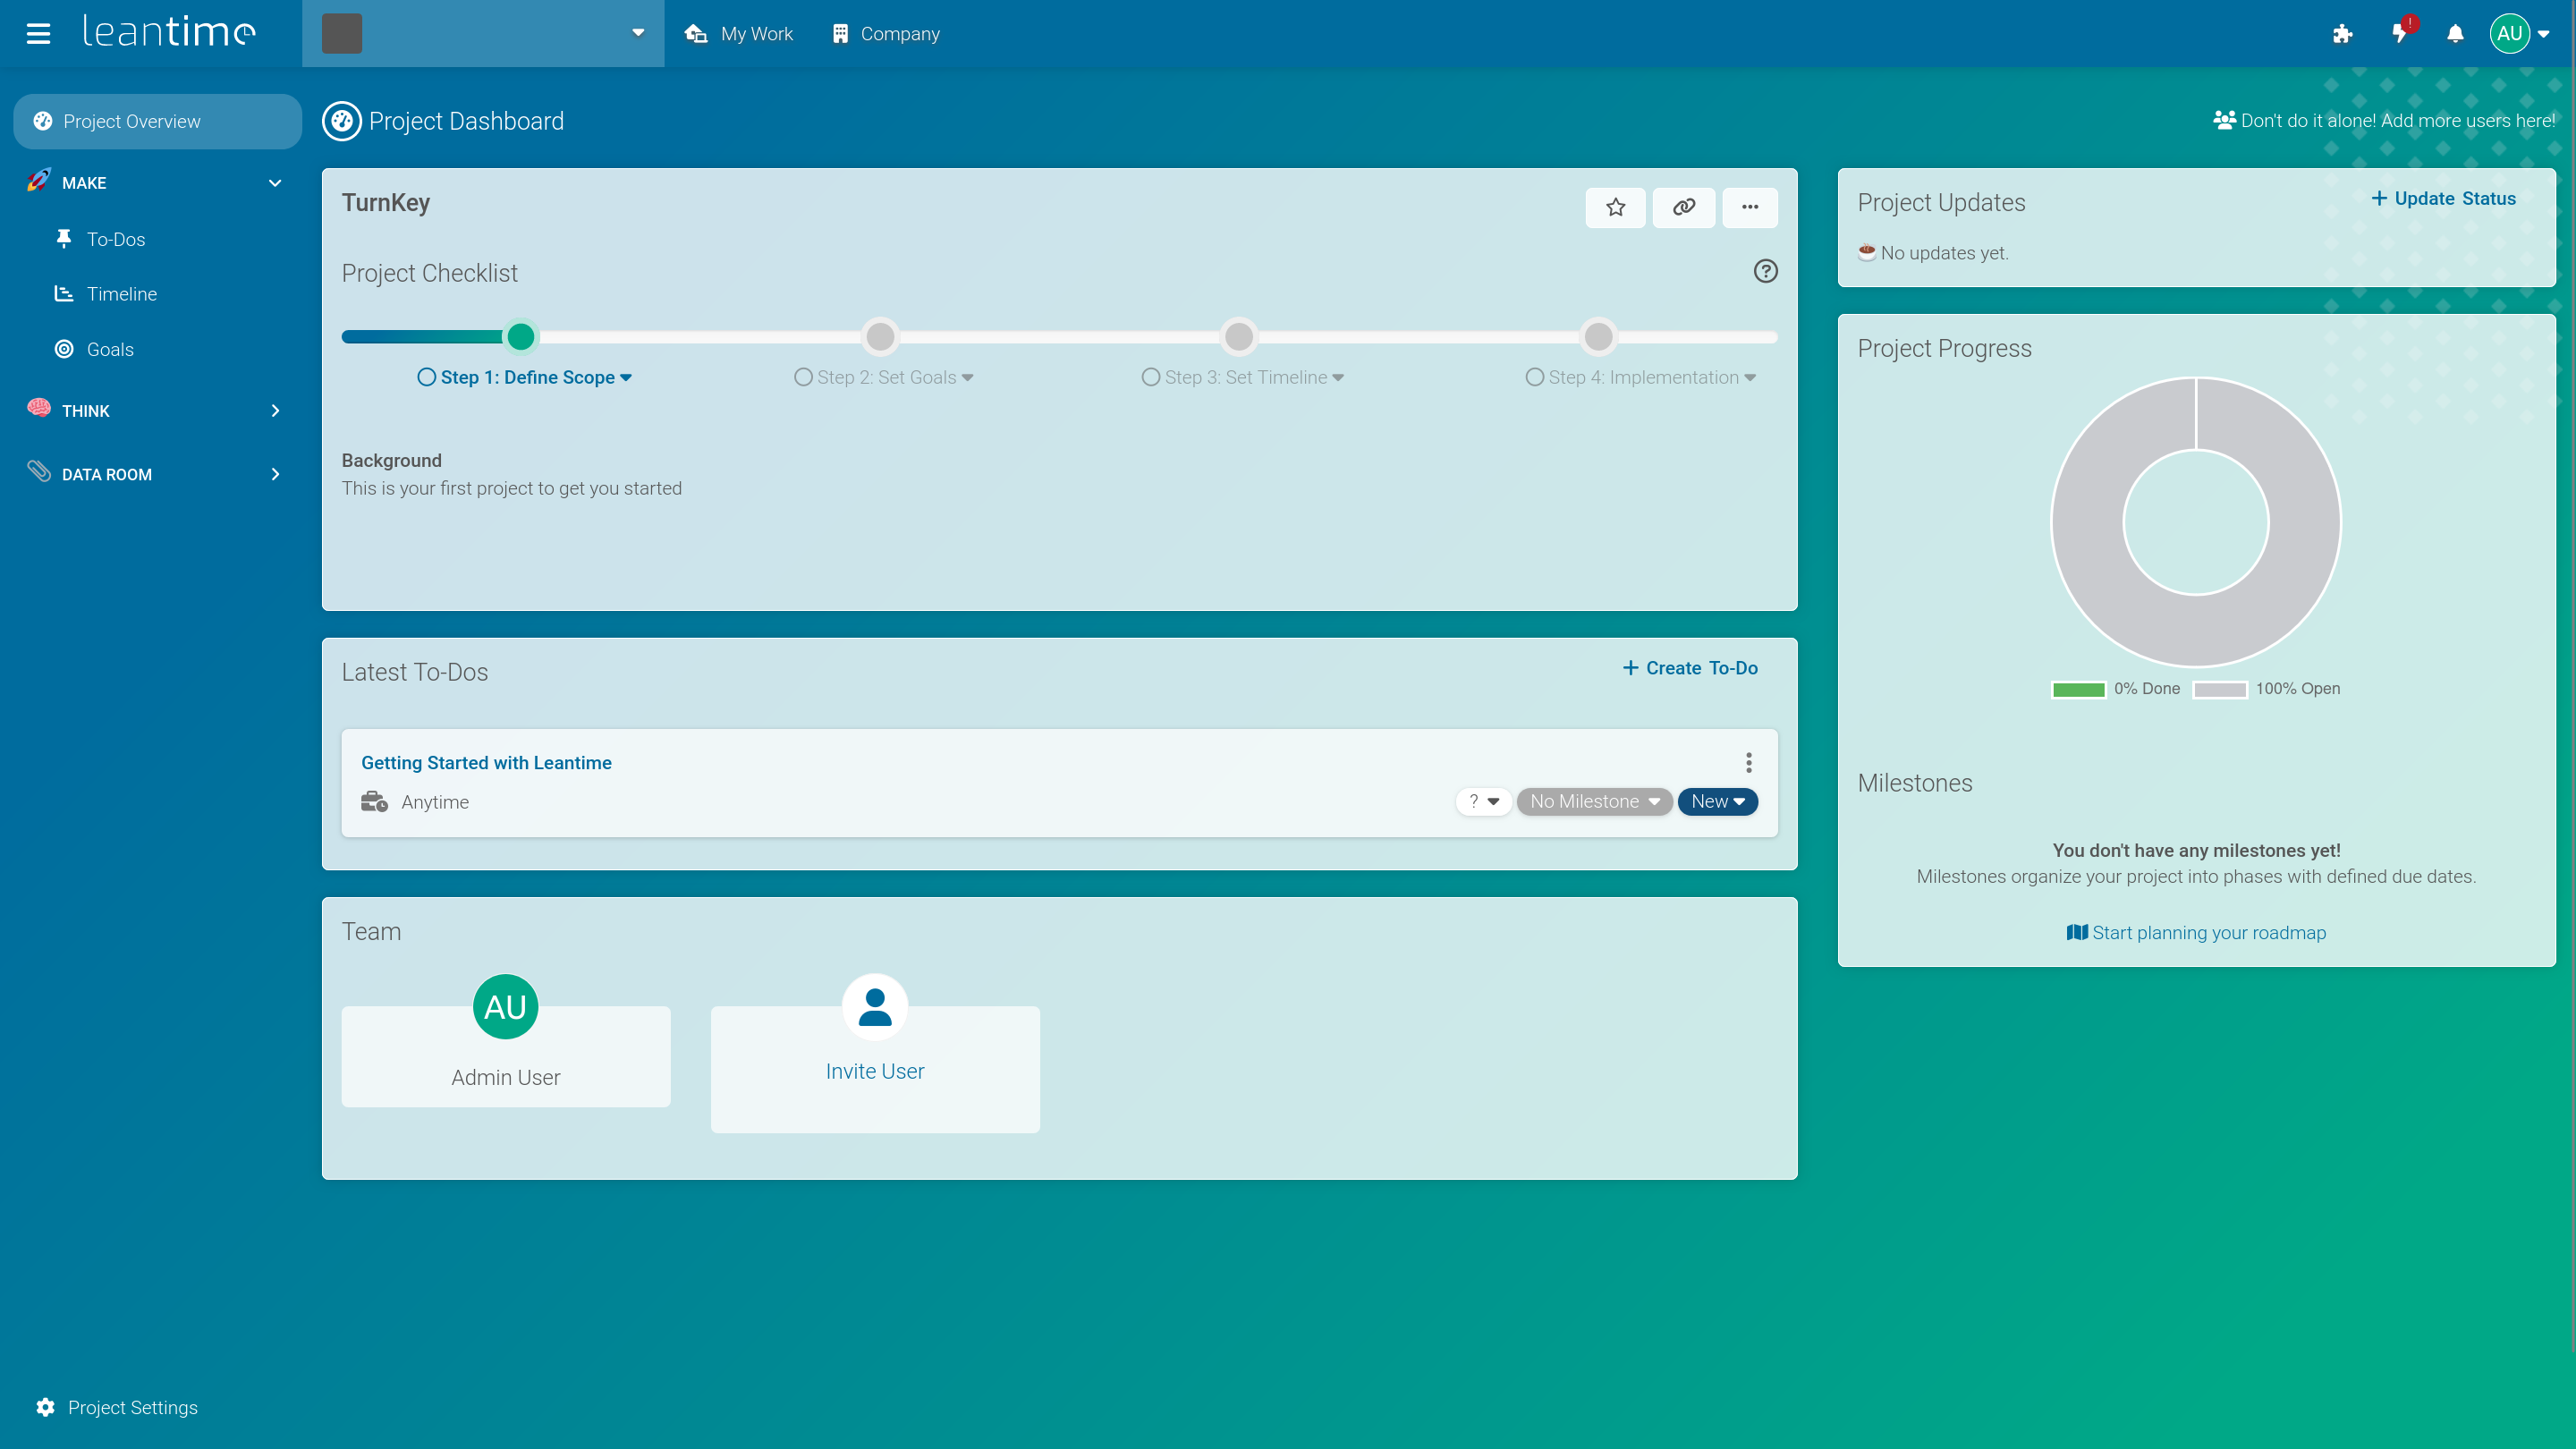 leantime
My Work
Company
!
AU
Project Overview
MAKE
To-Dos
Timeline
Goals
THINK
DATA ROOM
Project Settings
Project Dashboard
Don't do it alone! Add more users here!
TurnKey
Project Checklist
Step 1: Define Scope
Step 2: Set Goals
Step 3: Set Timeline
Step 4: Implementation
Background
This is your first project to get you started
Latest To-Dos
+ Create To-Do
Getting Started with Leantime
Anytime
?
No Milestone
New
Team
AU
Admin User
Invite User
Project Updates
+ Update Status
No updates yet.
Project Progress
0% Done
100% Open
Milestones
You don't have any milestones yet!
Milestones organize your project into phases with defined due dates.
Start planning your roadmap